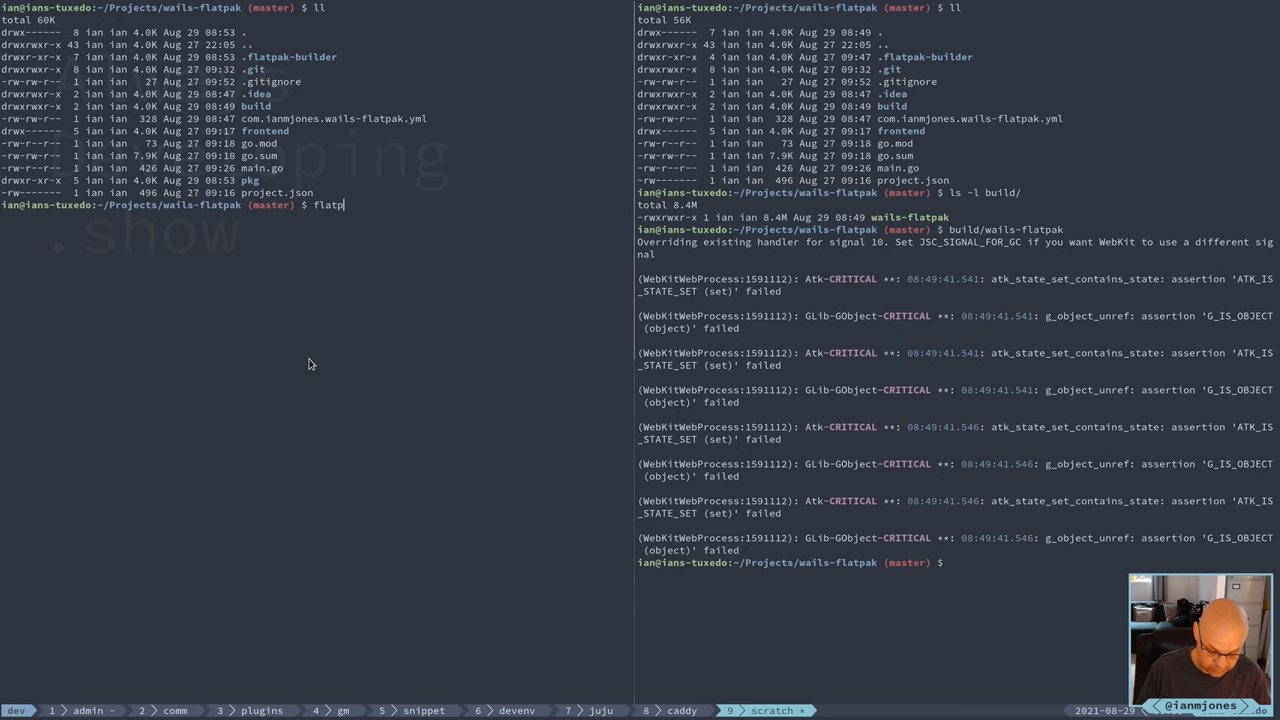 ian@ians-tuxedo:~/Projects/wails-flatpak (master) $ ll
total 60K
drwx------  8 ian ian 4.0K Aug 29 08:53 .
drwxrwxr-x 43 ian ian 4.0K Aug 27 22:05 ..
drwxrwxr-x  7 ian ian 4.0K Aug 29 08:53 .flatpak-builder
drwxrwxr-x  8 ian ian 4.0K Aug 27 09:32 .git
-rw-rw-r--  1 ian ian   27 Aug 27 09:52 .gitignore
drwxrwxr-x  2 ian ian 4.0K Aug 29 08:47 .idea
drwxrwxr-x  2 ian ian 4.0K Aug 29 08:49 build
-rw-rw-r--  1 ian ian  328 Aug 29 08:47 com.ianmjones.wails-flatpak.yml
drwx------  5 ian ian 4.0K Aug 27 09:17 frontend
-rw-r--r--  1 ian ian   73 Aug 27 09:18 go.mod
-rw-rw-r--  1 ian ian 7.9K Aug 27 09:18 go.sum
-rw-r--r--  1 ian ian  426 Aug 27 09:26 main.go
drwxr-xr-x  5 ian ian 4.0K Aug 27 09:18 pkg
-rw-------  1 ian ian  496 Aug 27 09:16 project.json
ian@ians-tuxedo:~/Projects/wails-flatpak (master) $ flatp
.show
ian@ians-tuxedo:~/Projects/wails-flatpak (master) $ ll
total 56K
drwx------  7 ian ian 4.0K Aug 29 08:49 .
drwxrwxr-x 43 ian ian 4.0K Aug 27 22:05 ..
drwxrwxr-x  4 ian ian 4.0K Aug 29 08:47 .flatpak-builder
drwxrwxr-x  8 ian ian 4.0K Aug 27 09:32 .git
-rw-rw-r--  1 ian ian   27 Aug 27 09:52 .gitignore
drwxrwxr-x  2 ian ian 4.0K Aug 29 08:47 .idea
drwxrwxr-x  2 ian ian 4.0K Aug 29 08:49 build
-rw-rw-r--  1 ian ian  328 Aug 29 08:47 com.ianmjones.wails-flatpak.yml
drwx------  5 ian ian 4.0K Aug 27 09:17 frontend
-rw-r--r--  1 ian ian   73 Aug 27 09:18 go.mod
-rw-rw-r--  1 ian ian 7.9K Aug 27 09:18 go.sum
-rw-r--r--  1 ian ian  426 Aug 27 09:26 main.go
drwxr-xr-x  5 ian ian 4.0K Aug 27 09:18 pkg
-rw-------  1 ian ian  496 Aug 27 09:16 project.json
ian@ians-tuxedo:~/Projects/wails-flatpak (master) $ ls -l build/
total 8.4M
-rwxrwxr-x 1 ian ian 8.4M Aug 29 08:49 wails-flatpak
ian@ians-tuxedo:~/Projects/wails-flatpak (master) $ build/wails-flatpak
Overriding existing handler for signal 10. Set JSC_SIGNAL_FOR_GC if you want WebKit to use a different sig
nal
(WebKitWebProcess:1591112): Atk-CRITICAL **: 08:49:41.541: atk_state_set_contains_state: assertion 'ATK_IS
_STATE_SET (set)' failed
(WebKitWebProcess:1591112): GLib-GObject-CRITICAL **: 08:49:41.541: g_object_unref: assertion 'G_IS_OBJECT
(object)' failed
(WebKitWebProcess:1591112): Atk-CRITICAL **: 08:49:41.541: atk_state_set_contains_state: assertion 'ATK_IS
_STATE_SET (set)' failed
(WebKitWebProcess:1591112): GLib-GObject-CRITICAL **: 08:49:41.541: g_object_unref: assertion 'G_IS_OBJECT
(object)' failed
(WebKitWebProcess:1591112): Atk-CRITICAL **: 08:49:41.546: atk_state_set_contains_state: assertion 'ATK_IS
_STATE_SET (set)' failed
(WebKitWebProcess:1591112): GLib-GObject-CRITICAL **: 08:49:41.546: g_object_unref: assertion 'G_IS_OBJECT
(object)' failed
(WebKitWebProcess:1591112): Atk-CRITICAL **: 08:49:41.546: atk_state_set_contains_state: assertion 'ATK_IS
_STATE_SET (set)' failed
(WebKitWebProcess:1591112): GLib-GObject-CRITICAL **: 08:49:41.546: g_object_unref: assertion 'G_IS_OBJECT
(object)' failed
ian@ians-tuxedo:~/Projects/wails-flatpak (master) $
@ianmjones
dev 1 admin - 2 comm 3 plugins 4 gm 5 snippet 6 devenv 7 juju 8 caddy 9 scratch * 2021-08-29